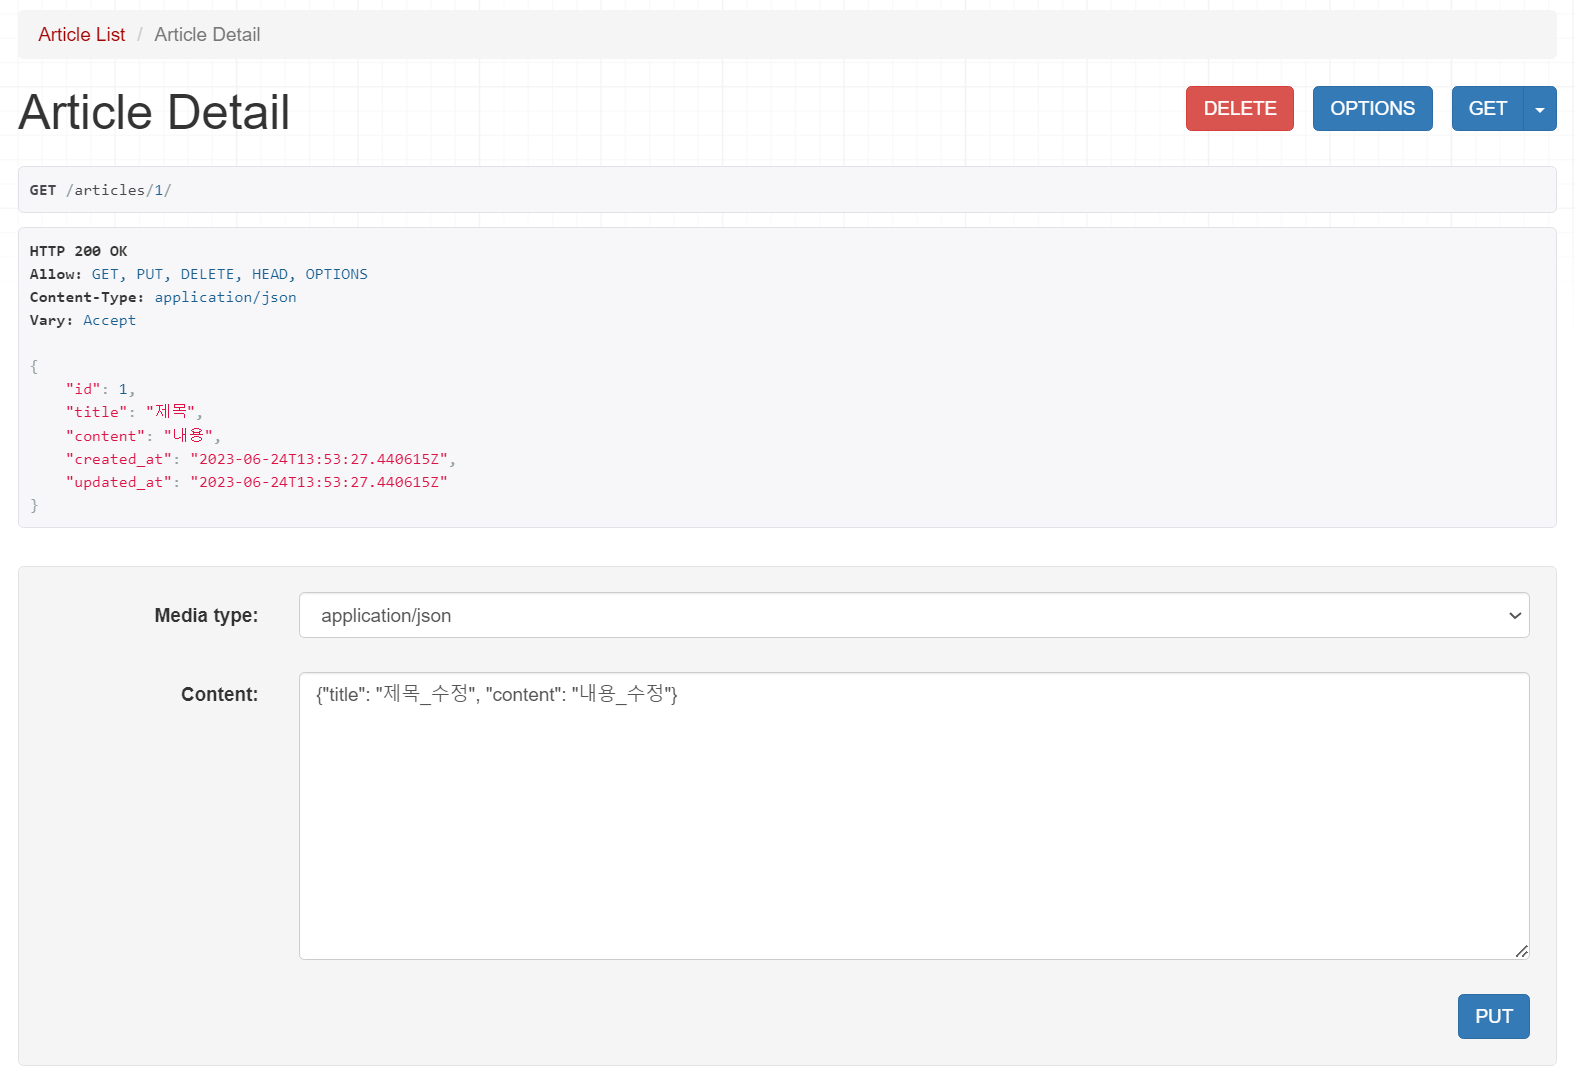 Article List / Article Detail
Article Detail
DELETE OPTIONS GET
GET /articles/1/
HTTP 200 OK
Allow: GET, PUT, DELETE, HEAD, OPTIONS
Content-Type: application/json
Vary: Accept
{
    "id": 1,
    "title": "제목",
    "content": "내용",
    "created_at": "2023-06-24T13:53:27.440615Z",
    "updated_at": "2023-06-24T13:53:27.440615Z"
}
Media type: application/json
Content: {"title": "제목_수정", "content": "내용_수정"}
PUT